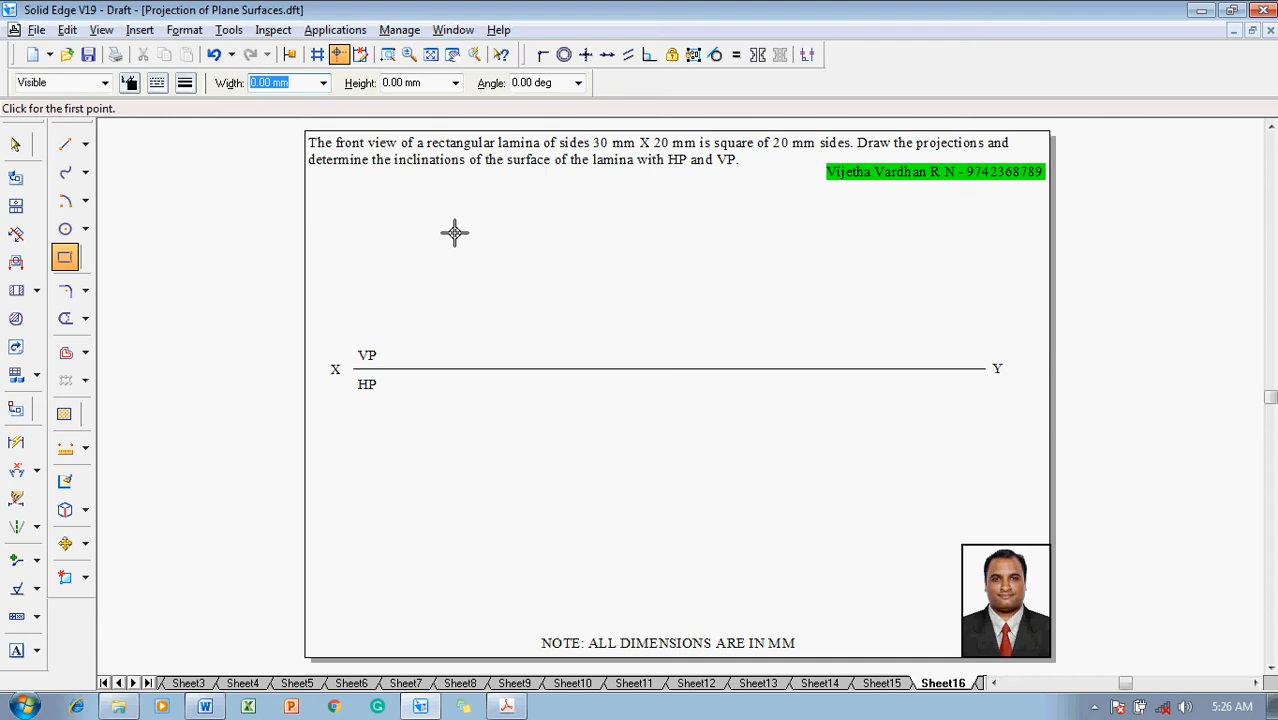 Solid Edge V19 - Draft - [Projection of Plane Surfaces.dft]
File Edit View Insert Format Tools Inspect Applications Manage Window Help
Visible Width: 0.00 mm Height: 0.00 mm Angle: 0.00 deg
Click for the first point.
The front view of a rectangular lamina of sides 30 mm X 20 mm is square of 20 mm sides. Draw the projections and
determine the inclinations of the surface of the lamina with HP and VP.
Vijetha Vardhan R N - 9742368789
VP
X Y
HP
NOTE: ALL DIMENSIONS ARE IN MM
Sheet3 Sheet4 Sheet5 Sheet6 Sheet7 Sheet8 Sheet9 Sheet10 Sheet11 Sheet12 Sheet13 Sheet14 Sheet15 Sheet16
5:26 AM